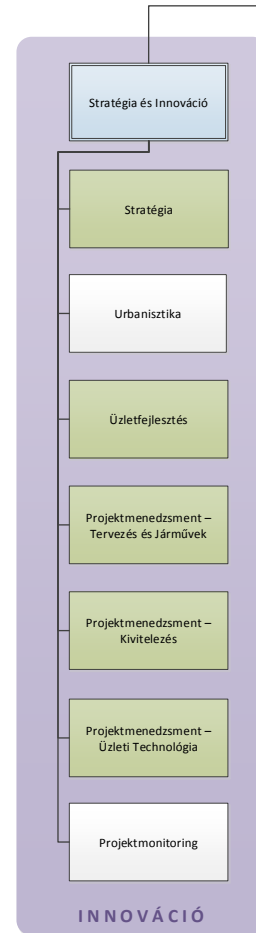 Stratégia és Innováció
Stratégia
Urbanisztika
Üzletfejlesztés
Projektmenedzsment –
Tervezés és Járművek
Projektmenedzsment –
Kivitelezés
Projektmenedzsment –
Üzleti Technológia
Projektmonitoring
INNOVÁCIÓ